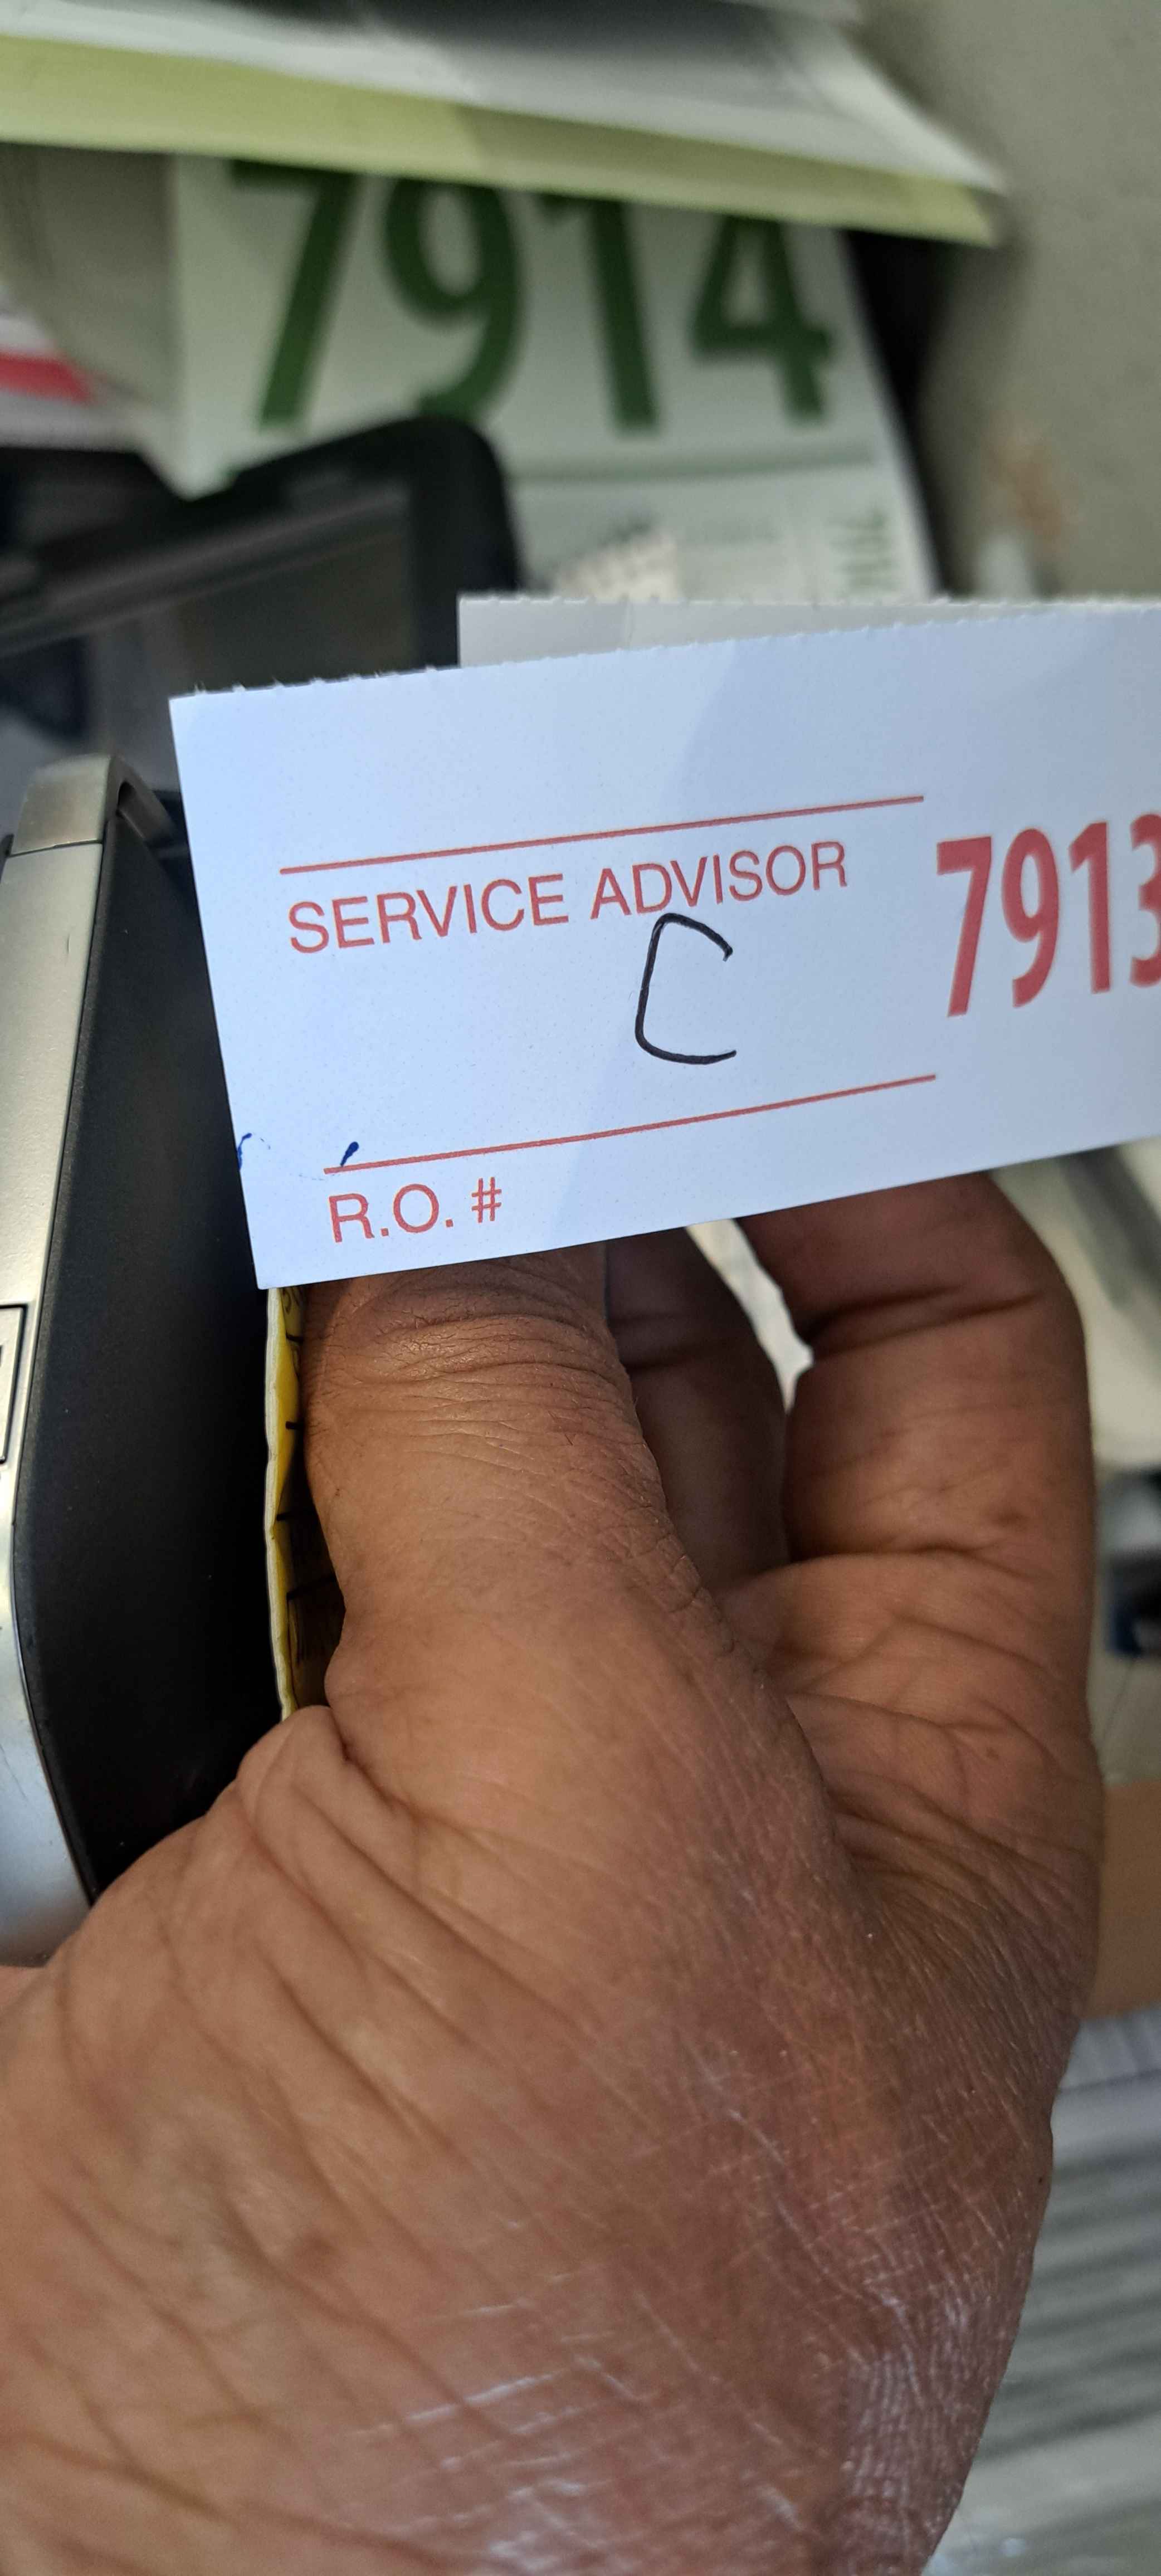 7914
SERVICE ADVISOR
7913
C
R.O. #